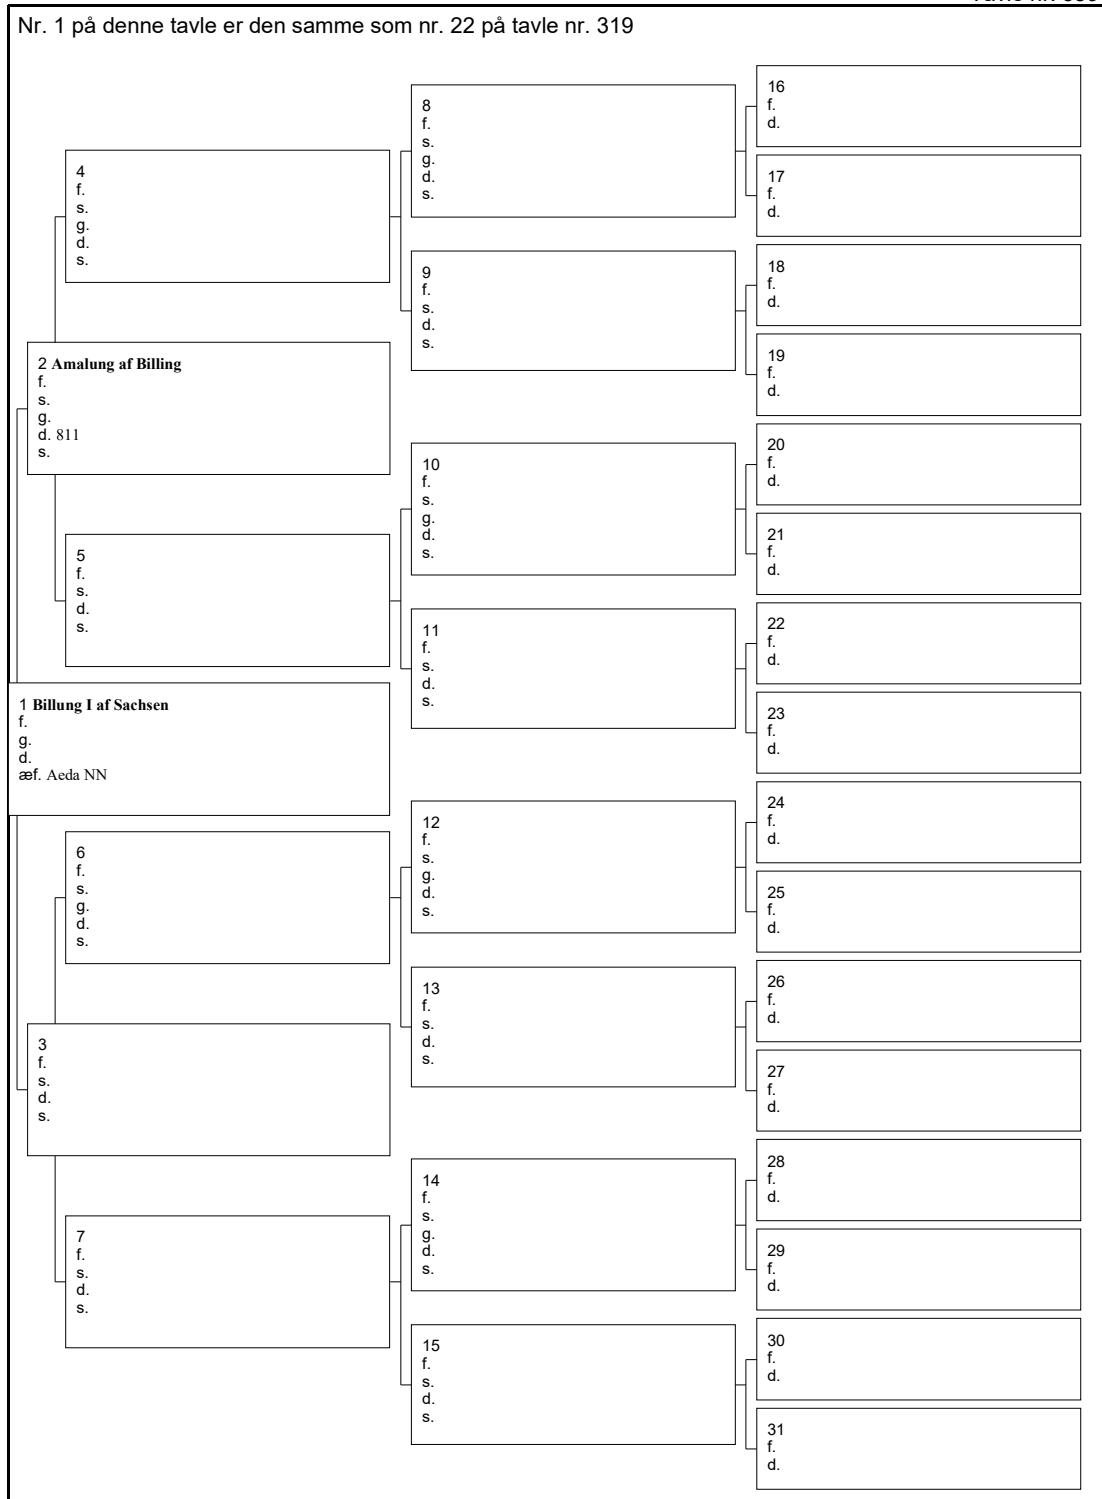 Nr. 1 på denne tavle er den samme som nr. 22 på tavle nr. 319
16
f.
d.
8
f.
s.
g.
d.
s.
17
f.
d.
4
f.
s.
g.
d.
s.
18
f.
d.
9
f.
s.
d.
s.
19
f.
d.
2 Amalung af Billing
f.
s.
g.
d. 811
s.
20
f.
d.
10
f.
s.
g.
d.
s.
21
f.
d.
5
f.
s.
d.
s.
22
f.
d.
11
f.
s.
d.
s.
23
f.
d.
1 Billung I af Sachsen
f.
g.
d.
æf. Aeda NN
24
f.
d.
12
f.
s.
g.
d.
s.
25
f.
d.
6
f.
s.
g.
d.
s.
26
f.
d.
13
f.
s.
d.
s.
27
f.
d.
3
f.
s.
d.
s.
28
f.
d.
14
f.
s.
g.
d.
s.
29
f.
d.
7
f.
s.
d.
s.
30
f.
d.
15
f.
s.
d.
s.
31
f.
d.